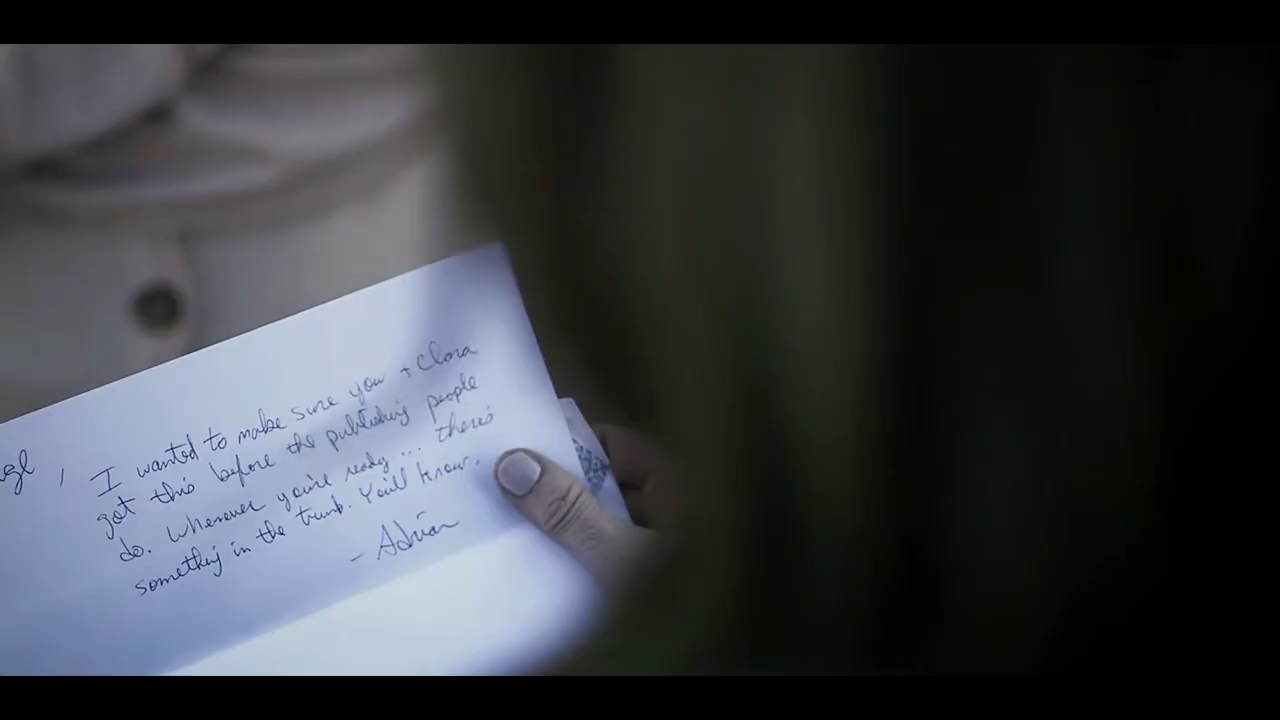 I wanted to make sure you + Clara
got this before the publishing people
do. Whenever you're ready... there's
something in the trunk. You'll know.
- Adrian